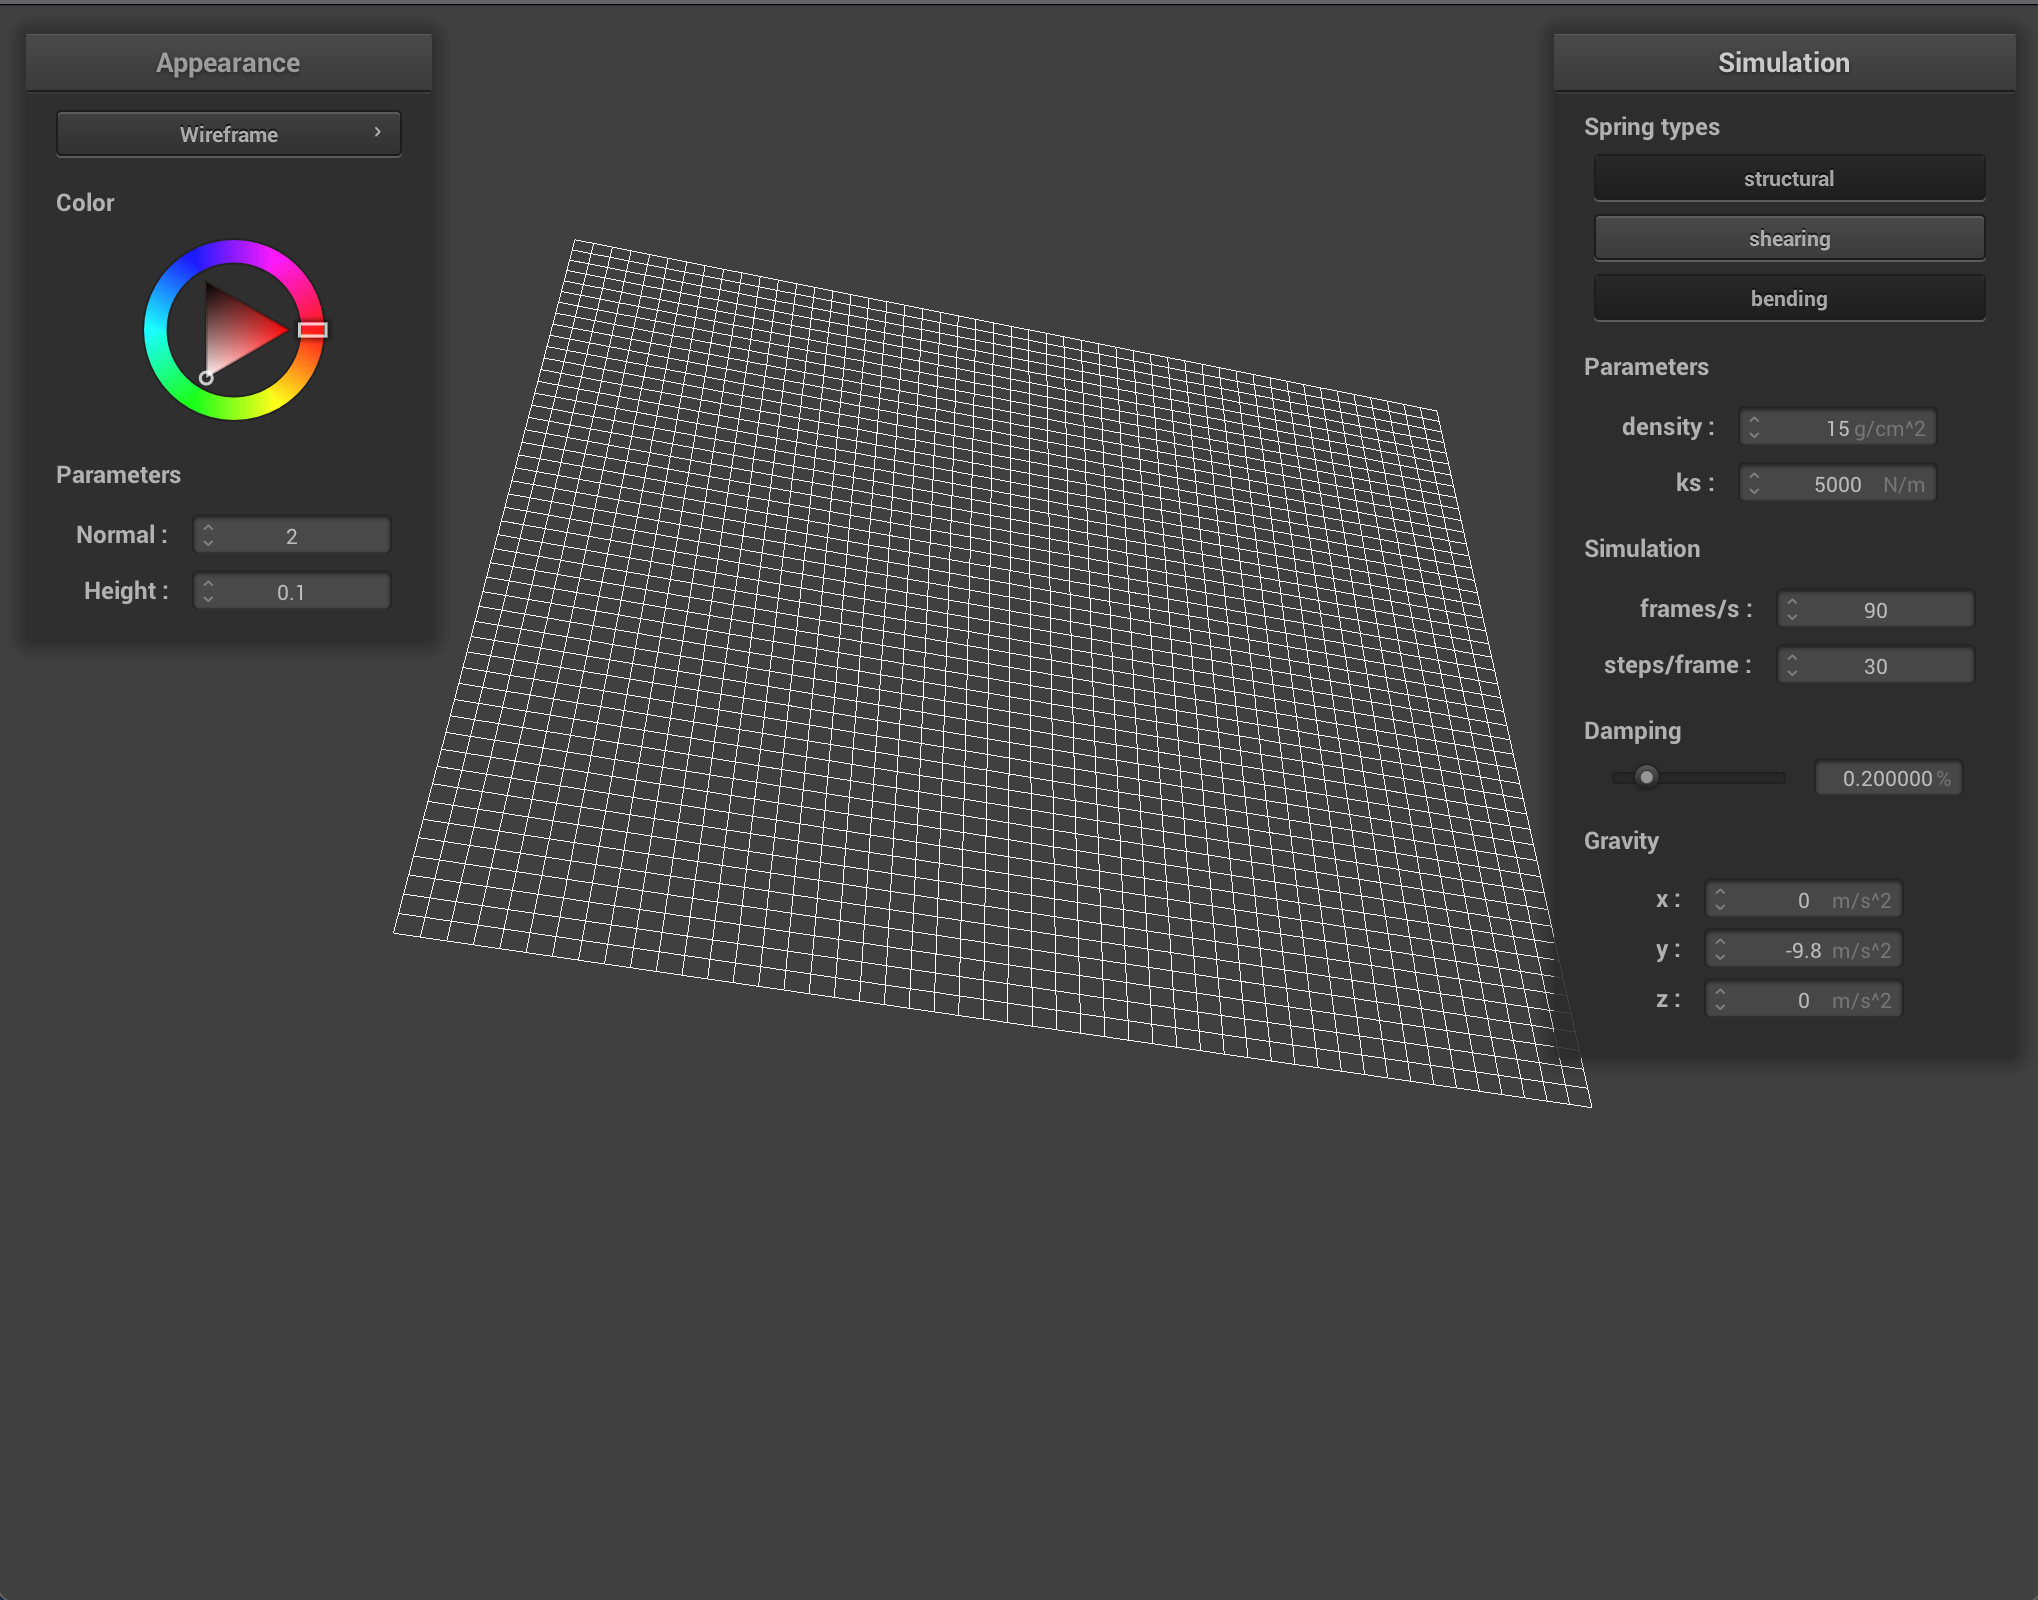 Appearance
Wireframe
Color
Parameters
Normal : 2
Height : 0.1
Simulation
Spring types
structural
shearing
bending
Parameters
density : 15 g/cm^2
ks : 5000 N/m
Simulation
frames/s : 90
steps/frame : 30
Damping
0.200000 %
Gravity
x : 0 m/s^2
y : -9.8 m/s^2
z : 0 m/s^2